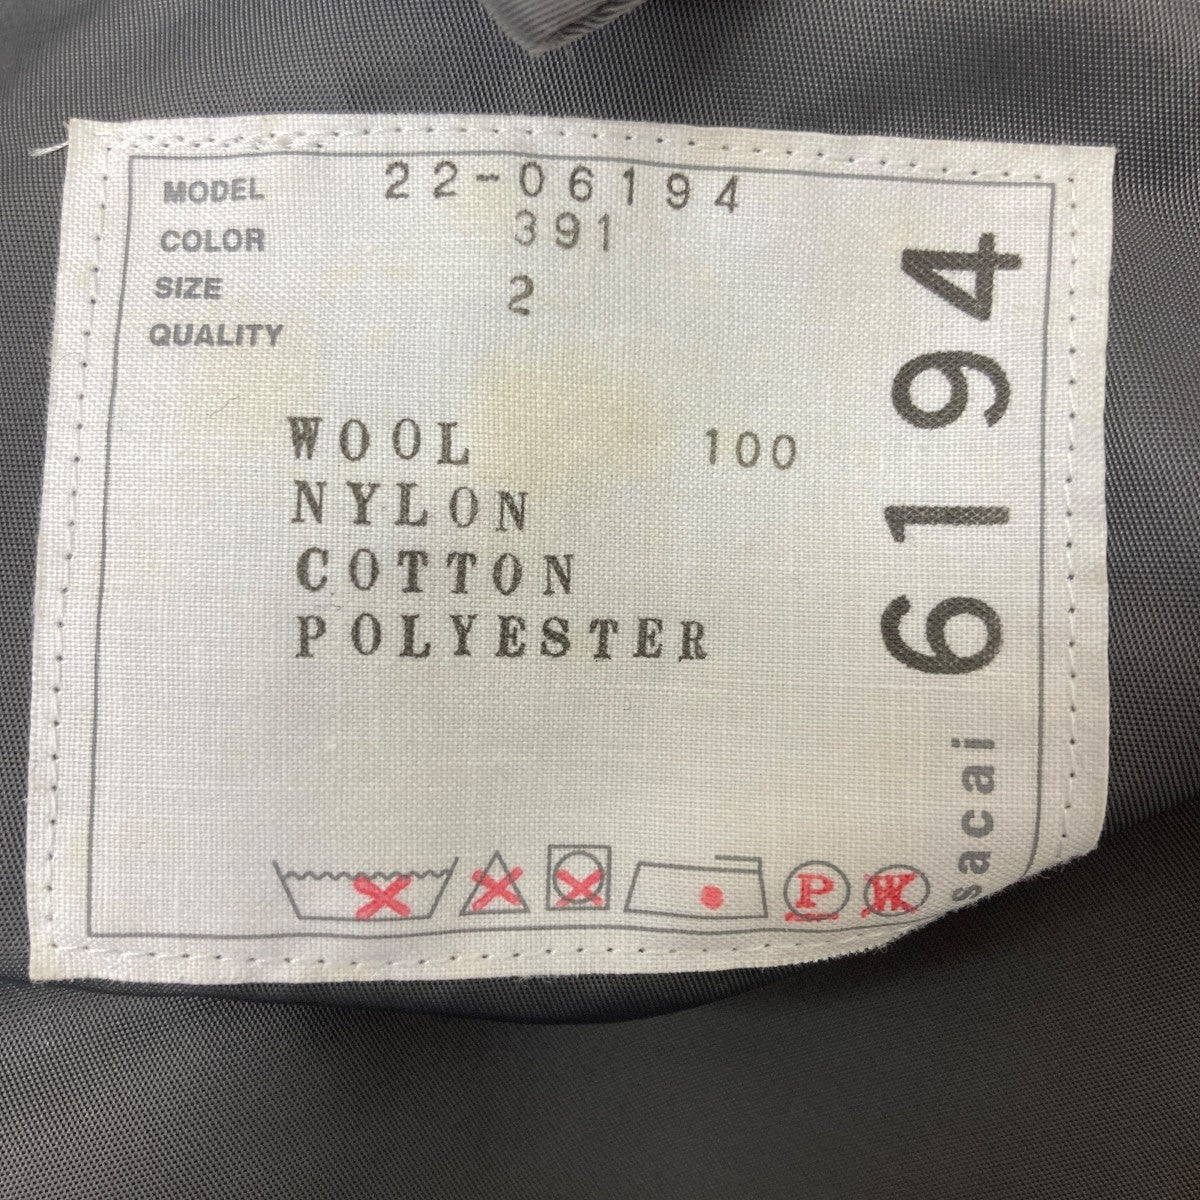 MODEL 22-06194
COLOR 391
SIZE 2
QUALITY
WOOL 100
NYLON
COTTON
POLYESTER
P
W
sacai 6194